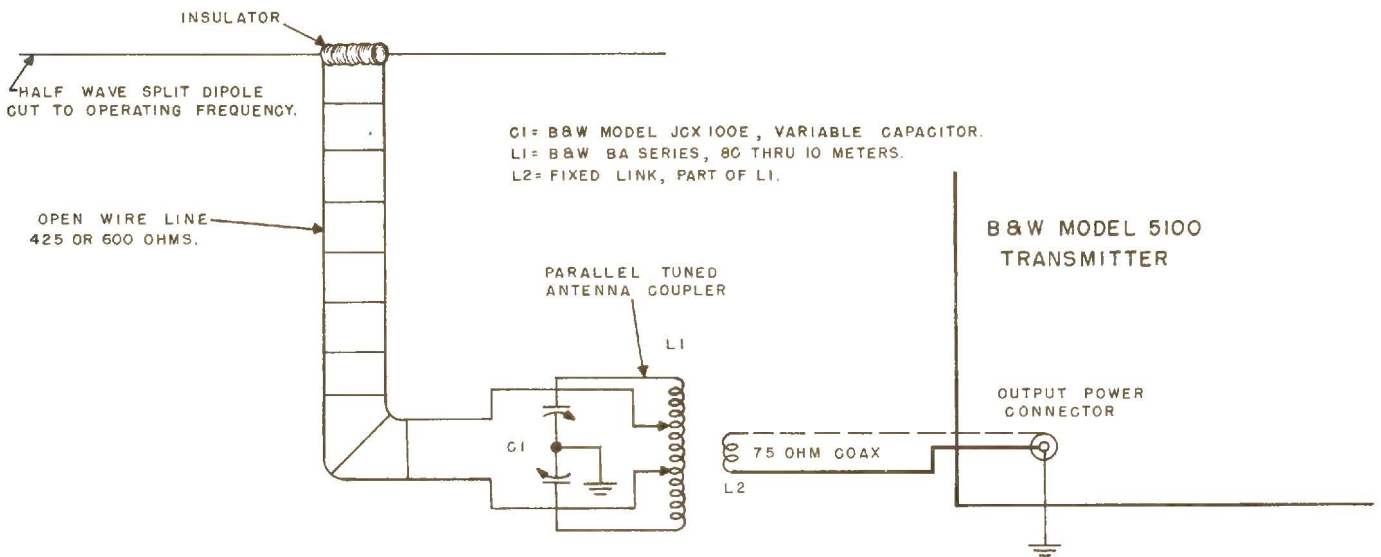 INSULATOR
HALF WAVE SPLIT DIPOLE
CUT TO OPERATING FREQUENCY.
C1= B&W MODEL JCX100E, VARIABLE CAPACITOR.
L1= B&W BA SERIES, 80 THRU 10 METERS.
L2= FIXED LINK, PART OF L1.
OPEN WIRE LINE
425 OR 600 OHMS.
B&W MODEL 5100
TRANSMITTER
PARALLEL TUNED
ANTENNA COUPLER
L1
OUTPUT POWER
CONNECTOR
C1
75 OHM COAX
L2